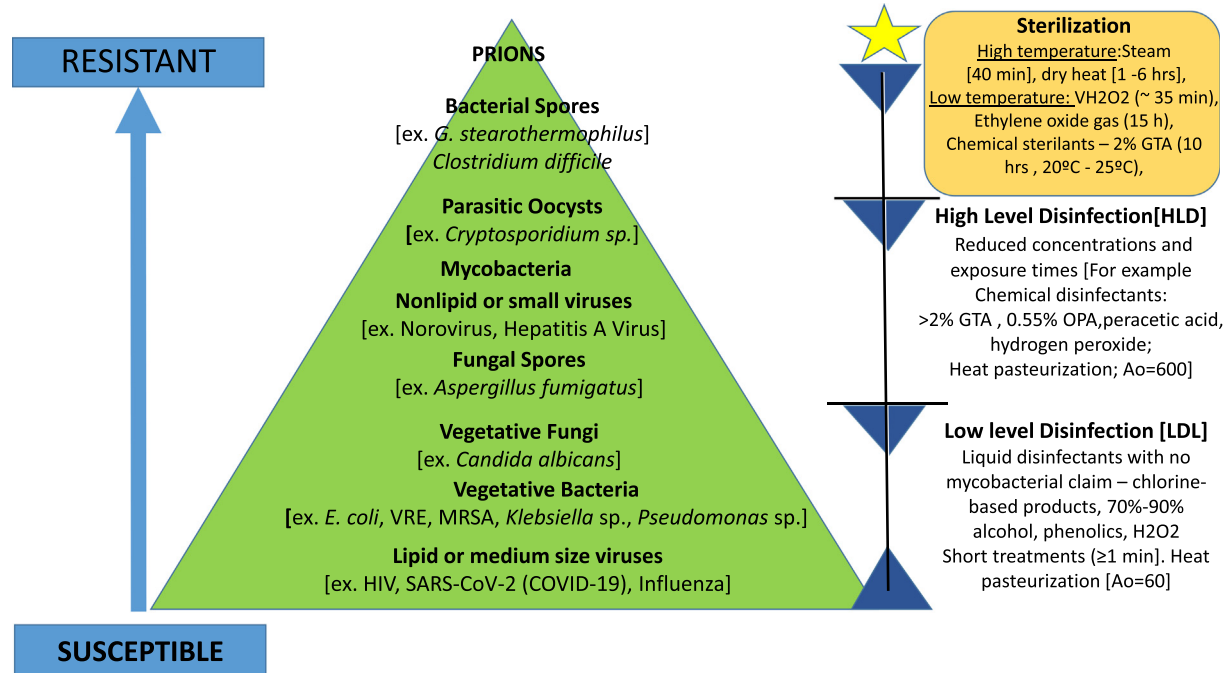 RESISTANT
SUSCEPTIBLE
PRIONS
Bacterial Spores
[ex. G. stearothermophilus]
Clostridium difficile
Parasitic Oocysts
[ex. Cryptosporidium sp.]
Mycobacteria
Nonlipid or small viruses
[ex. Norovirus, Hepatitis A Virus]
Fungal Spores
[ex. Aspergillus fumigatus]
Vegetative Fungi
[ex. Candida albicans]
Vegetative Bacteria
[ex. E. coli, VRE, MRSA, Klebsiella sp., Pseudomonas sp.]
Lipid or medium size viruses
[ex. HIV, SARS-CoV-2 (COVID-19), Influenza]
Sterilization
High temperature:Steam
[40 min], dry heat [1 -6 hrs],
Low temperature: VH2O2 (~ 35 min),
Ethylene oxide gas (15 h),
Chemical sterilants – 2% GTA (10
hrs , 20ºC - 25ºC),
High Level Disinfection[HLD]
Reduced concentrations and
exposure times [For example
Chemical disinfectants:
>2% GTA , 0.55% OPA,peracetic acid,
hydrogen peroxide;
Heat pasteurization; Ao=600]
Low level Disinfection [LDL]
Liquid disinfectants with no
mycobacterial claim – chlorine-
based products, 70%-90%
alcohol, phenolics, H2O2
Short treatments (≥1 min]. Heat
pasteurization [Ao=60]